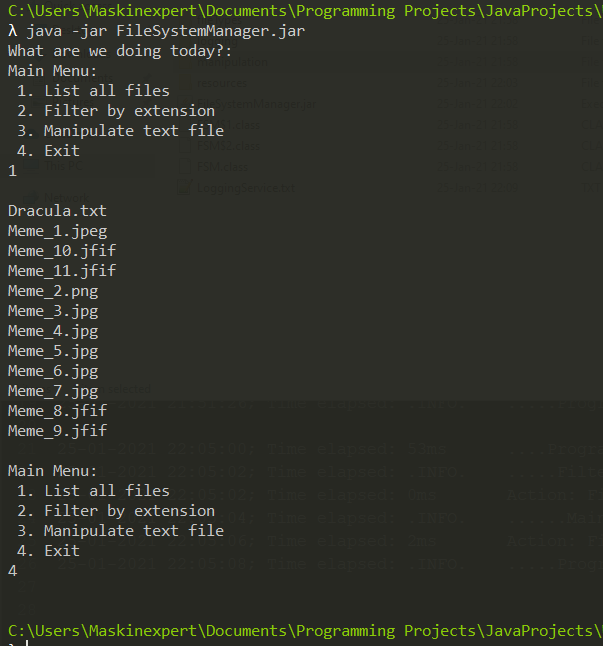 C:\Users\Maskinexpert\Documents\Programming Projects\JavaProjects\
λ java -jar FileSystemManager.jar
What are we doing today?:
Main Menu:
1. List all files
2. Filter by extension
3. Manipulate text file
4. Exit
1
Dracula.txt
Meme_1.jpeg
Meme_10.jfif
Meme_11.jfif
Meme_2.png
Meme_3.jpg
Meme_4.jpg
Meme_5.jpg
Meme_6.jpg
Meme_7.jpg
Meme_8.jfif
Meme_9.jfif
Main Menu:
1. List all files
2. Filter by extension
3. Manipulate text file
4. Exit
4
C:\Users\Maskinexpert\Documents\Programming Projects\JavaProjects\